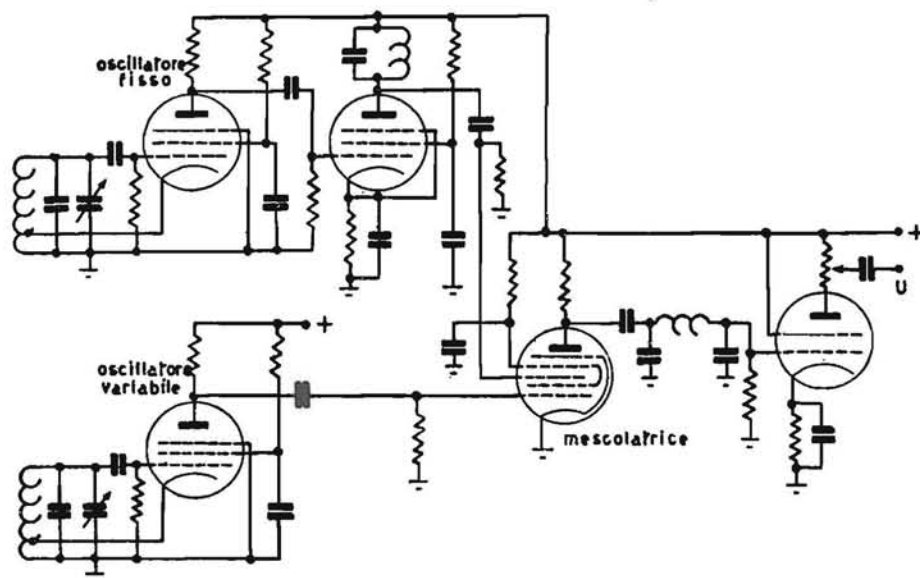 oscillatore
fisso
+
U
+
oscillatore
variabile
mescolatrice